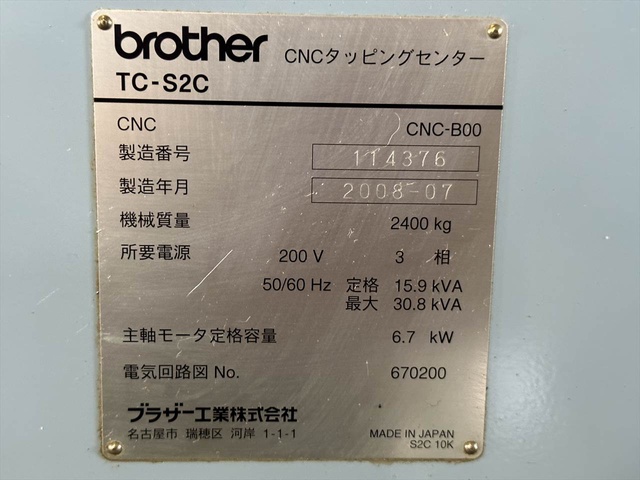 brother CNCタッピングセンター
TC-S2C
CNC CNC-B00
製造番号 114376
製造年月 2008-07
機械質量 2400 kg
所要電源 200 V 3 相
50/60 Hz 定格 15.9 kVA
最大 30.8 kVA
主軸モータ定格容量 6.7 kW
電気回路図 No. 670200
ブラザー工業株式会社
名古屋市 瑞穂区 河岸 1-1-1 MADE IN JAPAN
S2C 10K